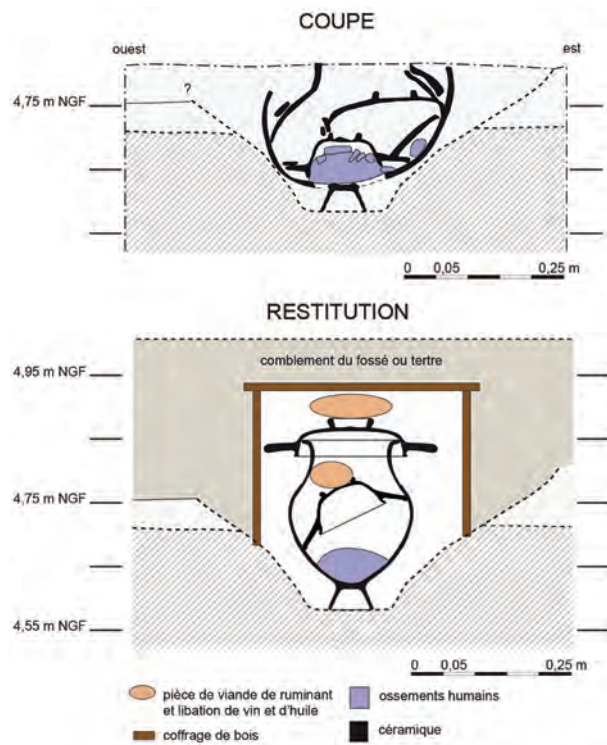 COUPE
ouest
est
4,75 m NGF
?
0 0,05 0,25 m
RESTITUTION
4,95 m NGF
comblement du fossé ou tertre
4,75 m NGF
4,55 m NGF
0 0,05 0,25 m
pièce de viande de ruminant
et libation de vin et d'huile
ossements humains
coffrage de bois
céramique